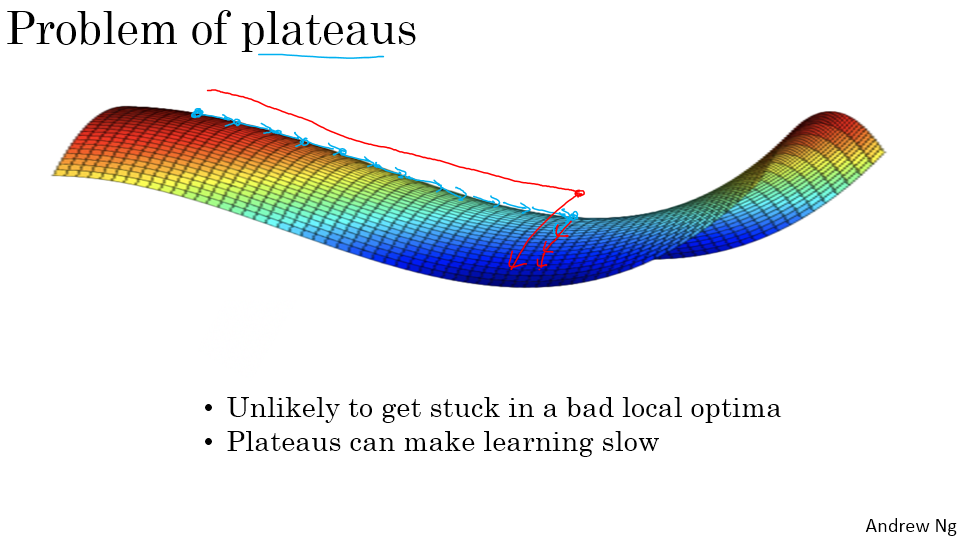 Problem of plateaus
• Unlikely to get stuck in a bad local optima
• Plateaus can make learning slow
Andrew Ng